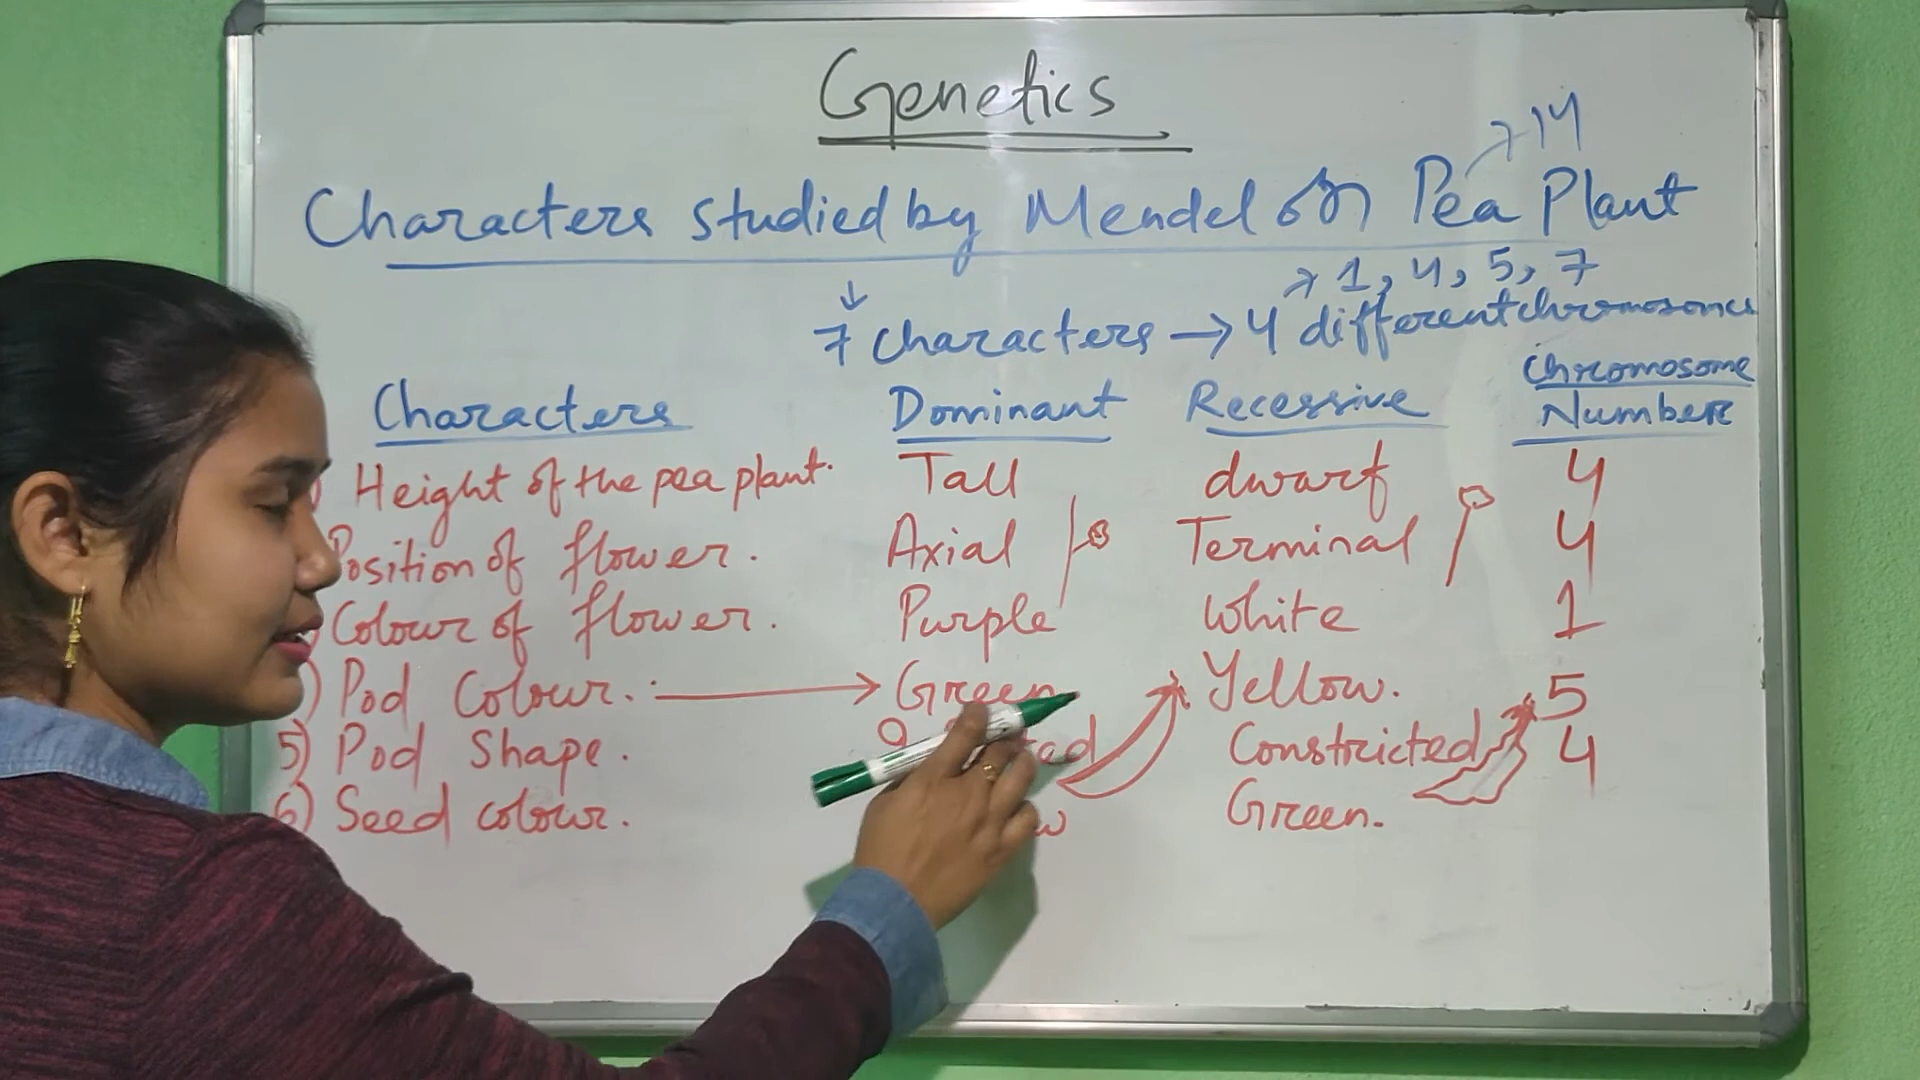 Genetics
→ 14
Characters studied by Mendel on Pea Plant
→ 1, 4, 5, 7
↓
7 characters → 4 different chromosomes
Characters Dominant Recessive Chromosome Number
Height of the pea plant. Tall dwarf 4
Position of flower. Axial Terminal 4
Colour of flower. Purple White 1
) Pod Colour. → Green Yellow. 5
5) Pod Shape. Constricted 4
6) Seed colour. Green.